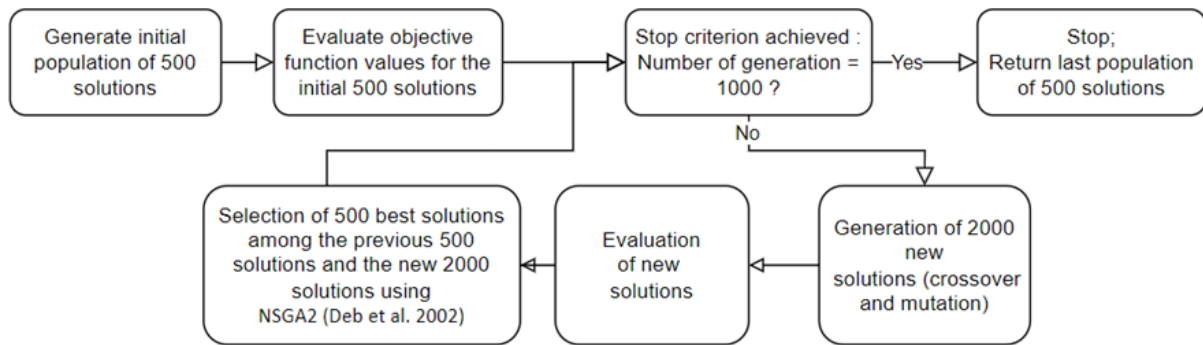 Generate initial
population of 500
solutions
Evaluate objective
function values for the
initial 500 solutions
Stop criterion achieved :
Number of generation =
1000 ?
Yes
Stop;
Return last population
of 500 solutions
No
Generation of 2000
new
solutions (crossover
and mutation)
Evaluation
of new
solutions
Selection of 500 best solutions
among the previous 500
solutions and the new 2000
solutions using
NSGA2 (Deb et al. 2002)